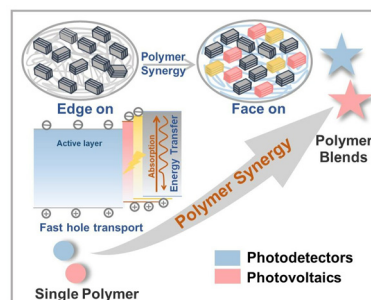 Polymer
Synergy
Edge on
Face on
Polymer
Blends
Active layer
Absorption
Energy Transfer
Fast hole transport
Polymer Synergy
Photodetectors
Photovoltaics
Single Polymer